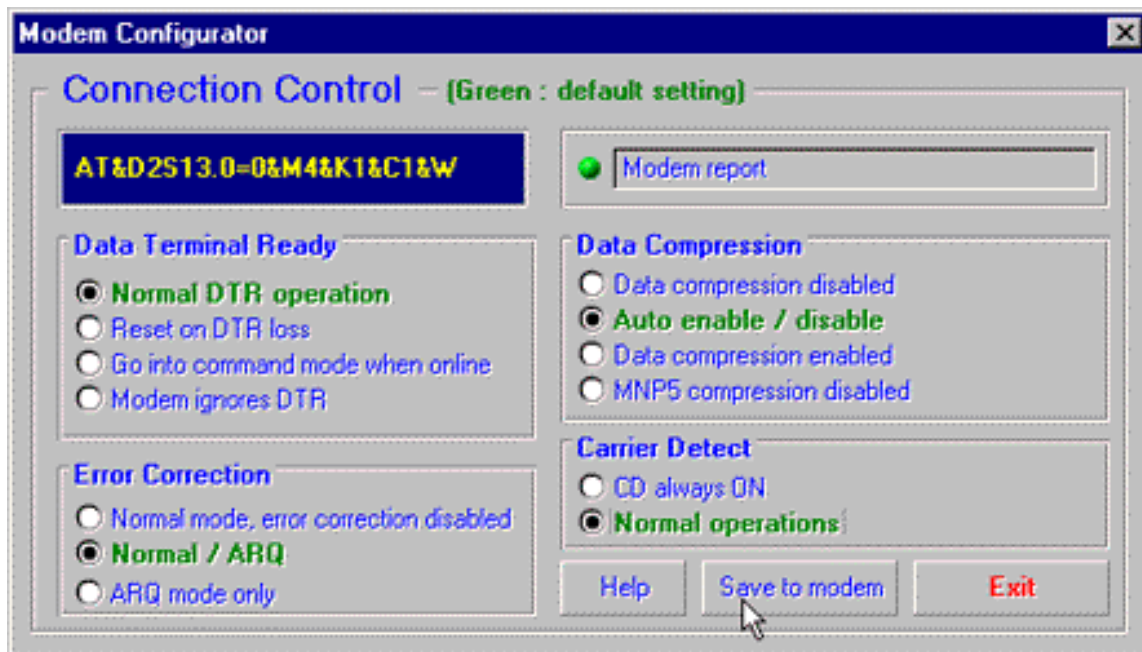 Modem Configurator
Connection Control (Green : default setting)
AT&D2S13.0=0&M4&K1&C1&W
Modem report
Data Terminal Ready
Normal DTR operation
Reset on DTR loss
Go into command mode when online
Modem ignores DTR
Data Compression
Data compression disabled
Auto enable / disable
Data compression enabled
MNP5 compression disabled
Error Correction
Normal mode, error correction disabled
Normal / ARQ
ARQ mode only
Carrier Detect
CD always ON
Normal operations
Help
Save to modem
Exit